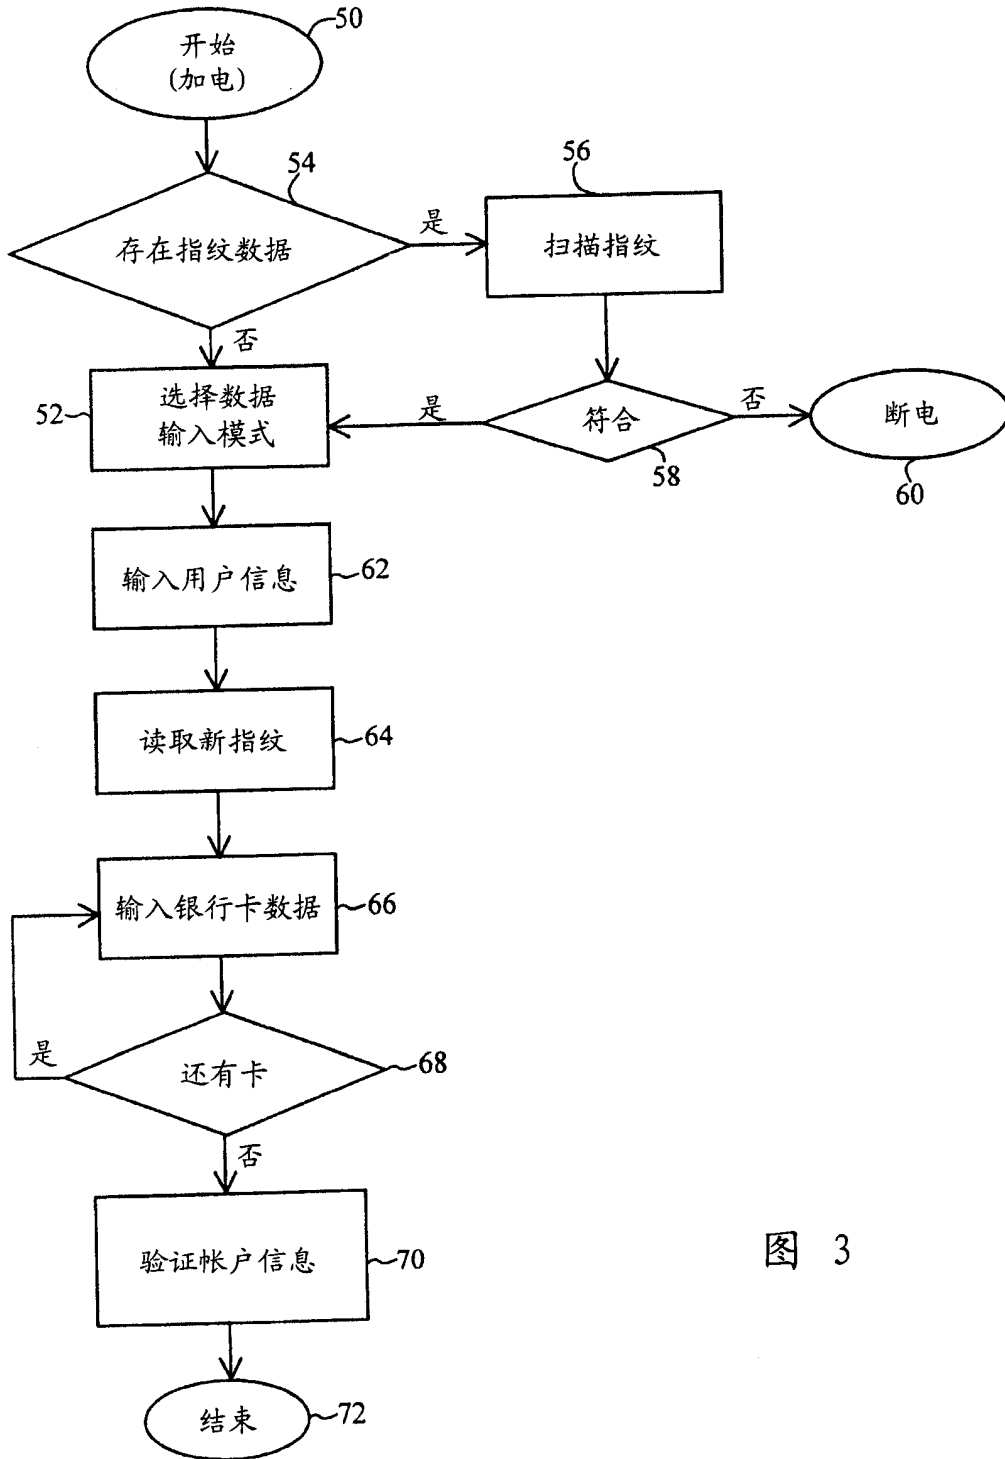 50
开始
(加电)
54
存在指纹数据
是
56
扫描指纹
否
52
选择数据
输入模式
是
符合
58
否
断电
60
输入用户信息
62
读取新指纹
64
输入银行卡数据
66
是
还有卡
68
否
验证帐户信息
70
结束
72
图 3